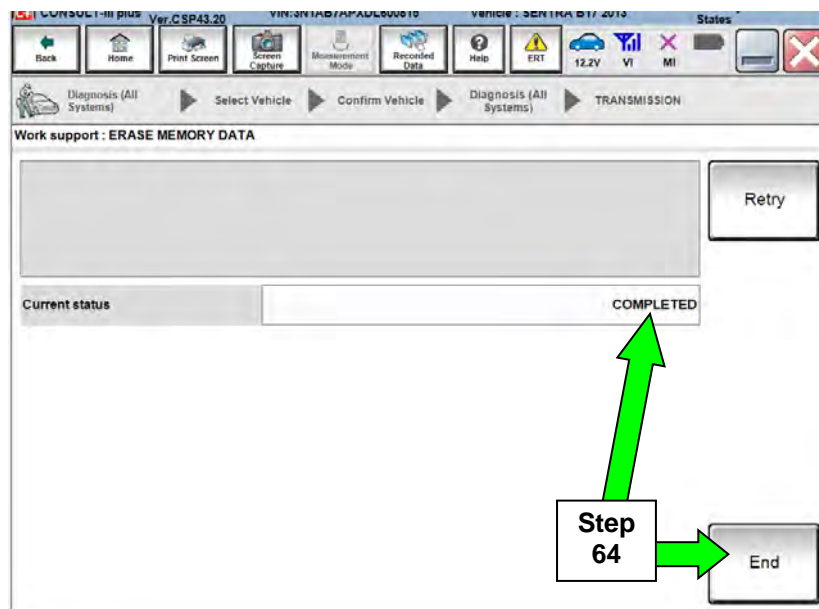 CONSULT-III plus Ver.CSP43.20 VIN:3N1AB7APXDL600816 Vehicle : SENTRA B17 2013 States
Back Home Print Screen Screen Capture Measurement Mode Recorded Data Help ERT 12.2V VI MI
Diagnosis (All Systems) Select Vehicle Confirm Vehicle Diagnosis (All Systems) TRANSMISSION
Work support : ERASE MEMORY DATA
Retry
Current status COMPLETED
Step
64
End